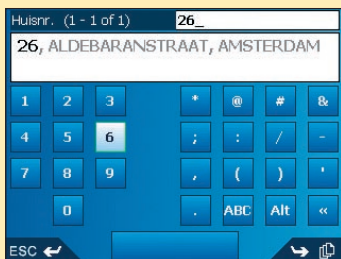 Huisnr. (1 - 1 of 1) 26_
26, ALDEBARANSTRAAT, AMSTERDAM
1 2 3 * @ # &
4 5 6 ; : / -
7 8 9 , ( ) '
0 . ABC Alt «
ESC